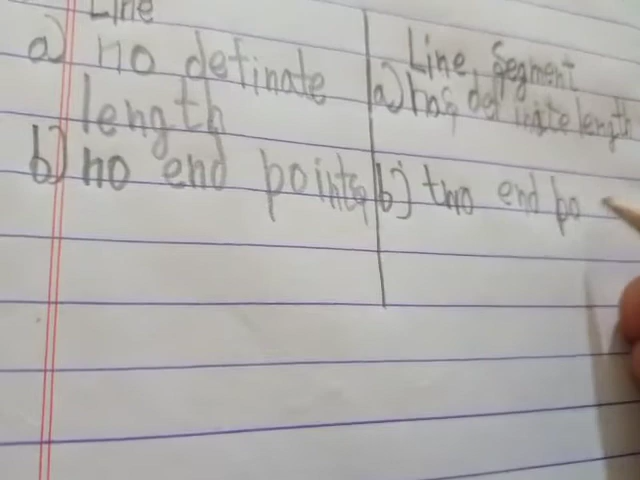 Line
a) no definate
length
b) no end points
Line Segment
a) has definate length
b) two end po